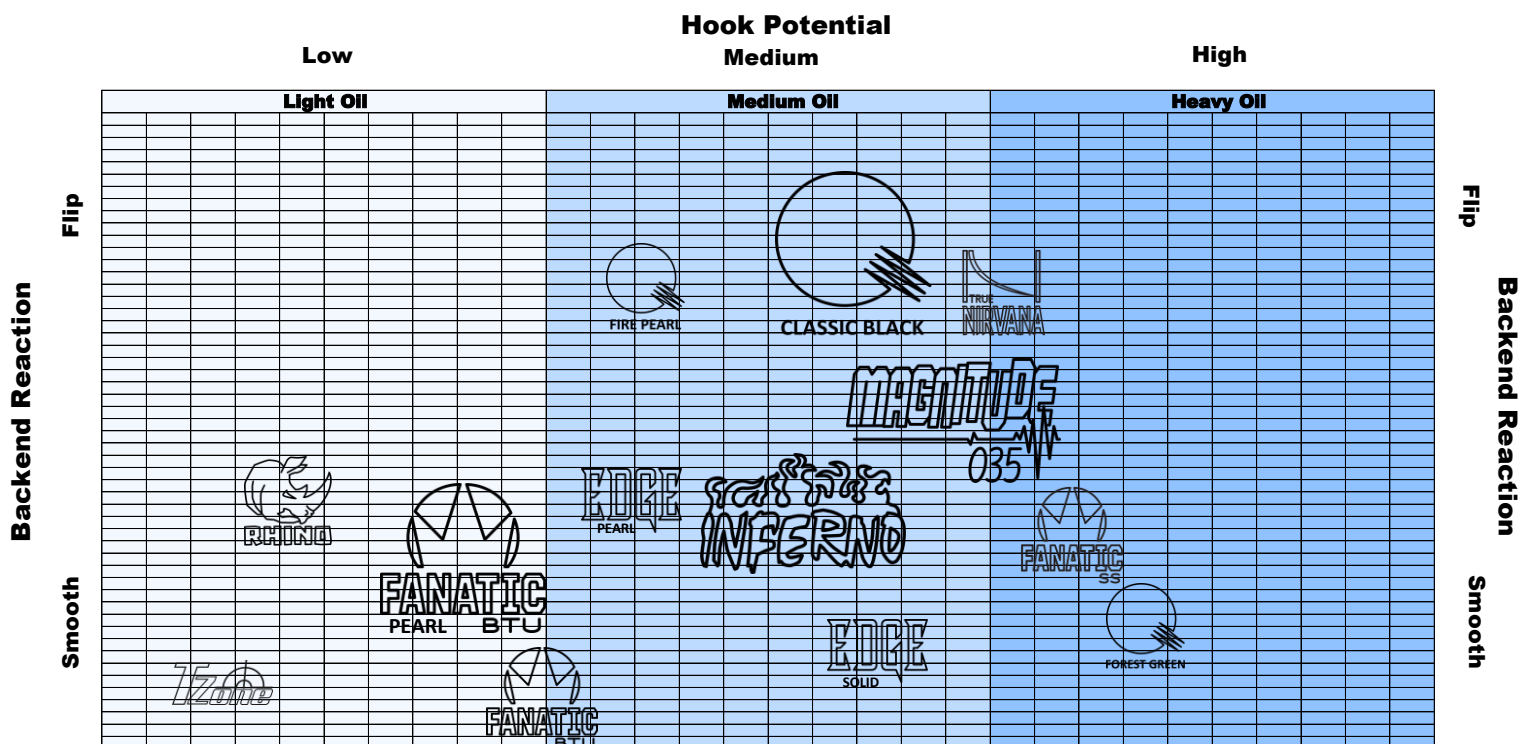 Hook Potential
Low
Medium
High
Light Oil
Medium Oil
Heavy Oil
Flip
Flip
Backend Reaction
Backend Reaction
Smooth
Smooth
FIRE PEARL
CLASSIC BLACK
TRUE
NIRVANA
MAGNITUDE
035
RHINO
EDGE
PEARL
INFERNO
FANATIC
SS
FANATIC
PEARL
BTU
EDGE
SOLID
FOREST GREEN
TZone
FANATIC
BTU